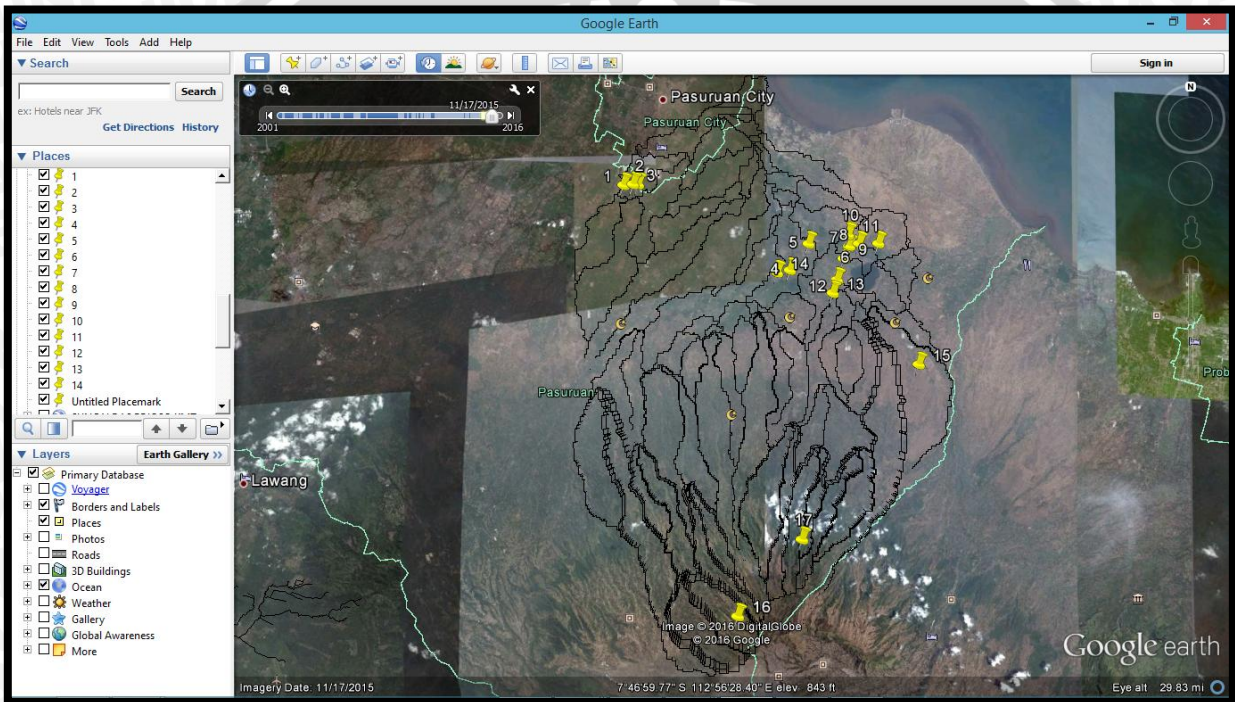 Google Earth
File Edit View Tools Add Help
Search
Search
ex: Hotels near JFK
Get Directions History
Places
1
2
3
4
5
6
7
8
9
10
11
12
13
14
Untitled Placemark
Layers
Earth Gallery >>
Primary Database
Voyager
Borders and Labels
Places
Photos
Roads
3D Buildings
Ocean
Weather
Gallery
Global Awareness
More
Sign in
11/17/2015
2001
2016
N
Pasuruan City
Pasuruan City
1
2
3
10
5
7
8
11
9
6
4
14
12
13
15
Pasuruan
Prob
Lawang
17
16
Image © 2016 DigitalGlobe
© 2016 Google
Google earth
Imagery Date: 11/17/2015
7°46'59.77" S 112°56'28.40" E elev 843 ft
Eye alt 29.83 mi